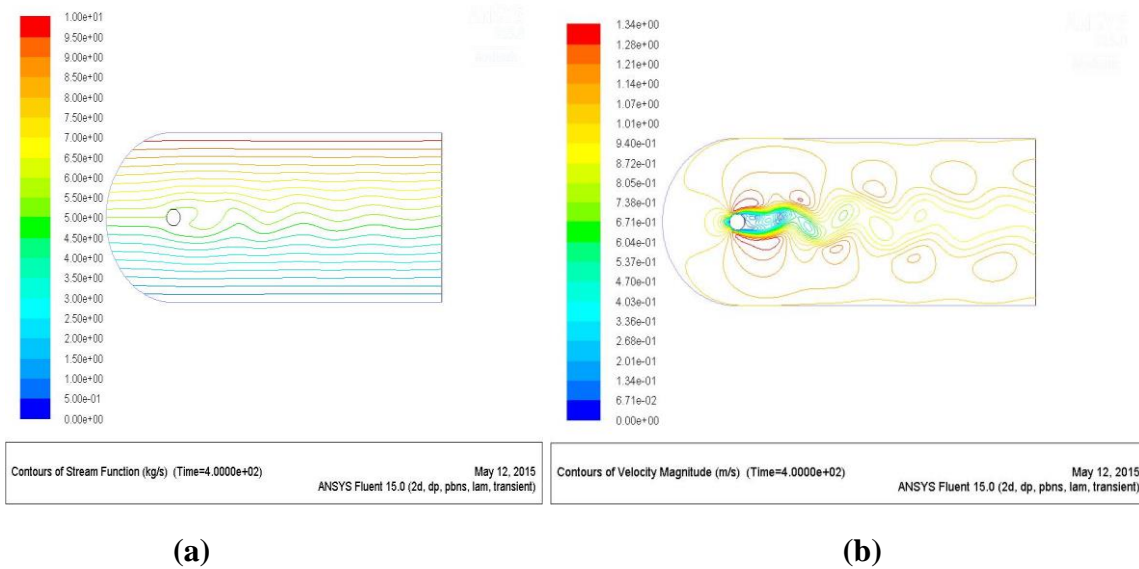 1.00e+01
9.50e+00
9.00e+00
8.50e+00
8.00e+00
7.50e+00
7.00e+00
6.50e+00
6.00e+00
5.50e+00
5.00e+00
4.50e+00
4.00e+00
3.50e+00
3.00e+00
2.50e+00
2.00e+00
1.50e+00
1.00e+00
5.00e-01
0.00e+00
Contours of Stream Function (kg/s) (Time=4.0000e+02)
May 12, 2015
ANSYS Fluent 15.0 (2d, dp, pbns, lam, transient)
(a)
1.34e+00
1.28e+00
1.21e+00
1.14e+00
1.07e+00
1.01e+00
9.40e-01
8.72e-01
8.05e-01
7.38e-01
6.71e-01
6.04e-01
5.37e-01
4.70e-01
4.03e-01
3.36e-01
2.68e-01
2.01e-01
1.34e-01
6.71e-02
0.00e+00
Contours of Velocity Magnitude (m/s) (Time=4.0000e+02)
May 12, 2015
ANSYS Fluent 15.0 (2d, dp, pbns, lam, transient)
(b)